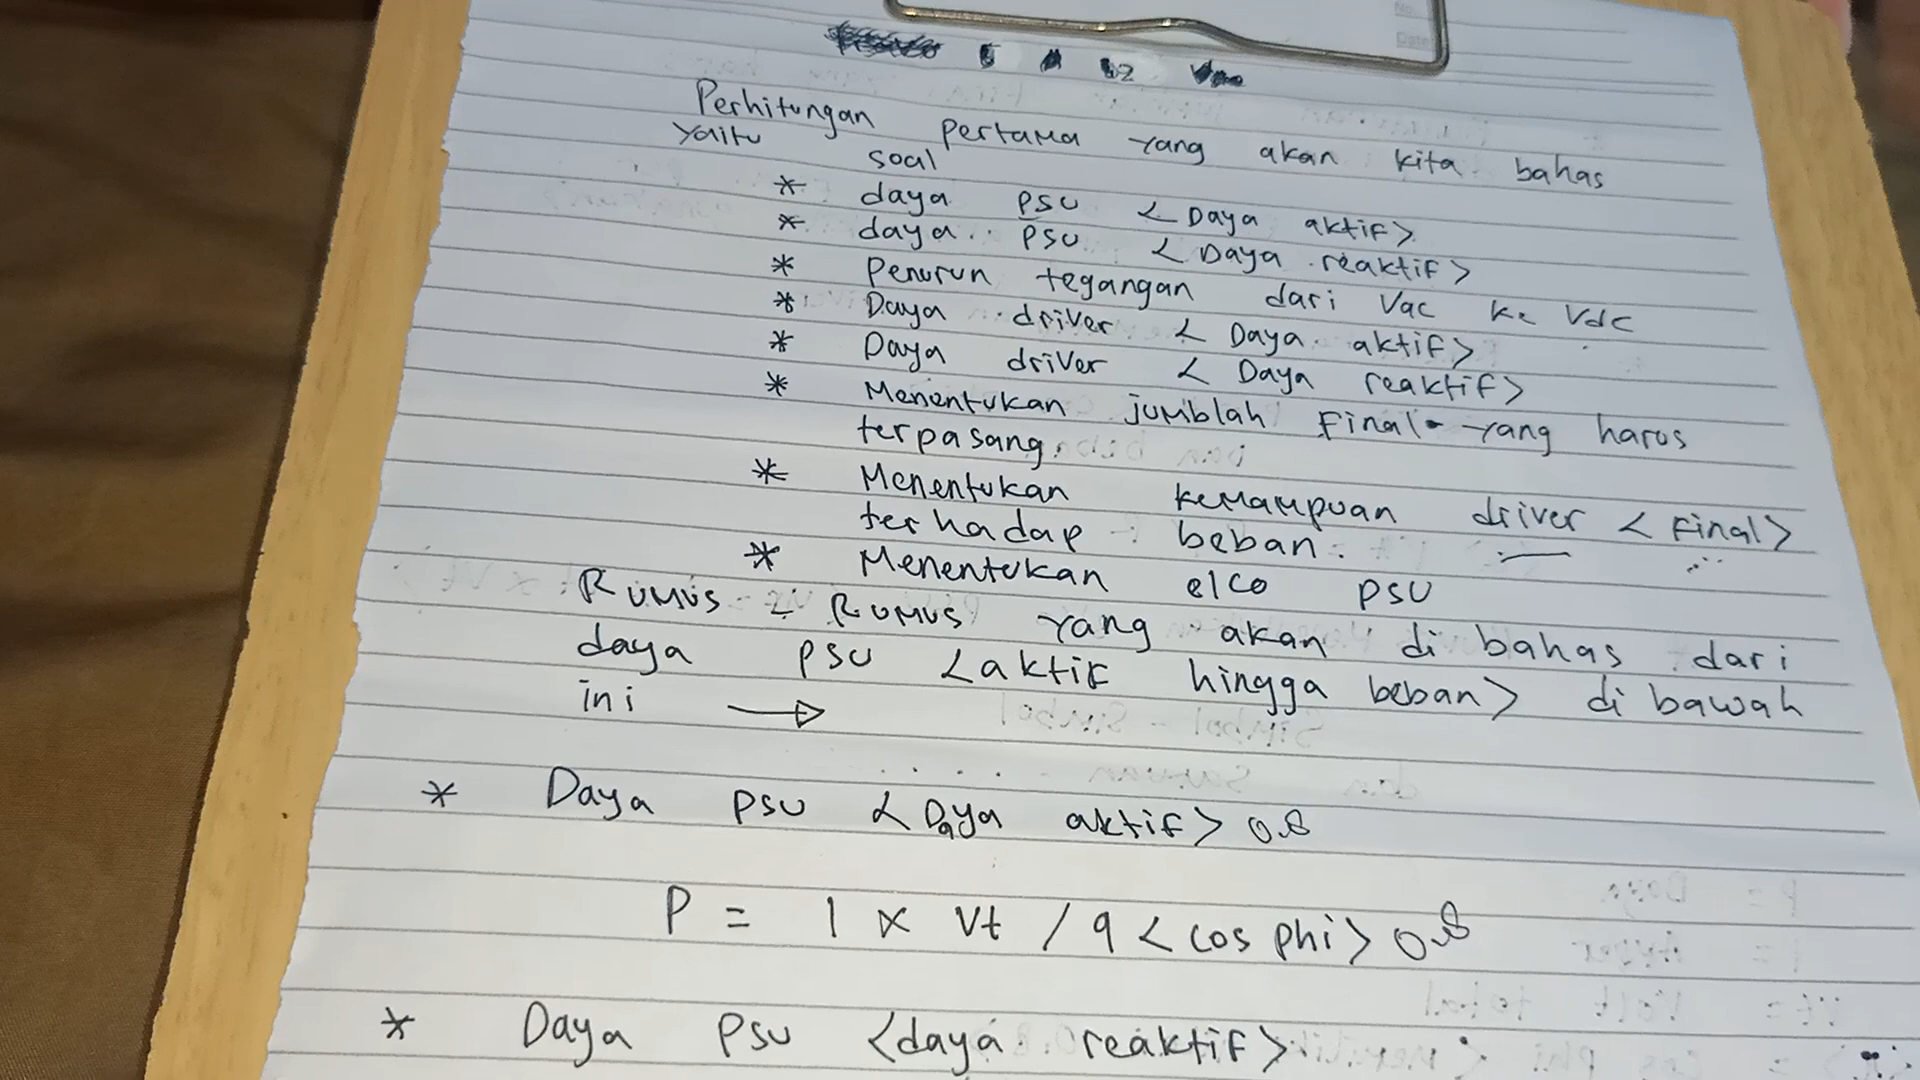 Perhitungan pertama yang akan kita bahas
yaitu soal
* daya psu < Daya aktif >
* daya psu < Daya reaktif >
* Penurun tegangan dari Vac ke Vdc
* Daya driver < Daya aktif >
* Daya driver < Daya reaktif >
* Menentukan jumblah Final yang harus
terpasang
* Menentukan kemampuan driver < Final >
terhadap beban.
* Menentukan elco psu
Rumus 2 Rumus yang akan di bahas dari
daya psu < aktif hingga beban > di bawah
ini →
* Daya psu < Daya aktif > 0.8
P = 1 x Vt / 9 < cos phi > 0.8
* Daya psu < daya reaktif >